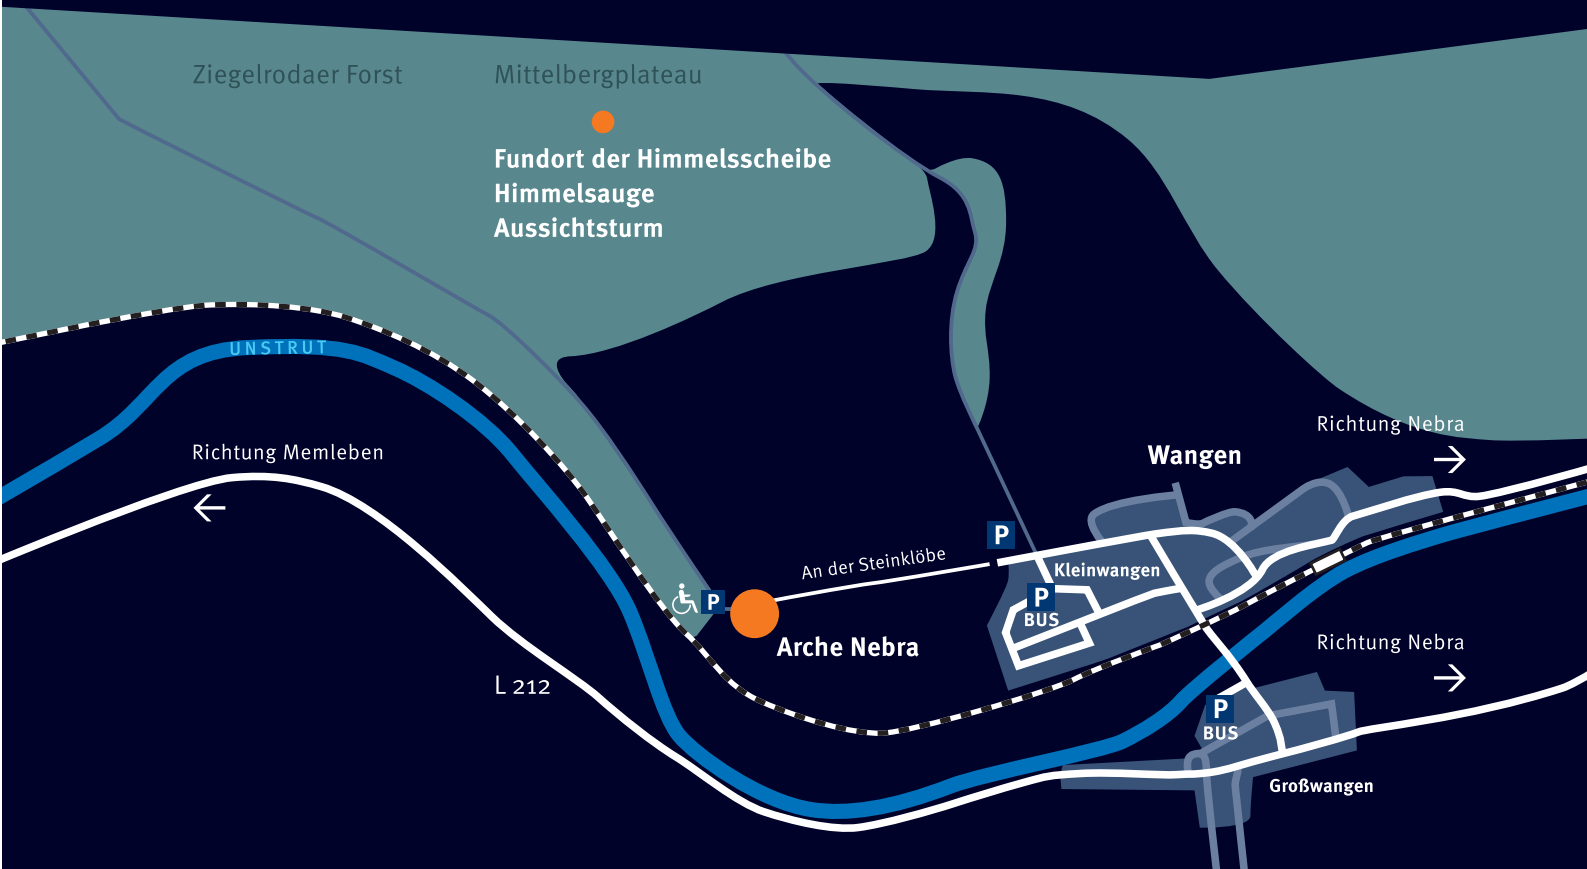 Ziegelrodaer Forst
Mittelbergplateau
Fundort der Himmelsscheibe
Himmelsauge
Aussichtsturm
UNSTRUT
Richtung Memleben
Richtung Nebra
Wangen
P
An der Steinklöbe
Kleinwangen
P
BUS
P
Arche Nebra
Richtung Nebra
L 212
P
BUS
Großwangen